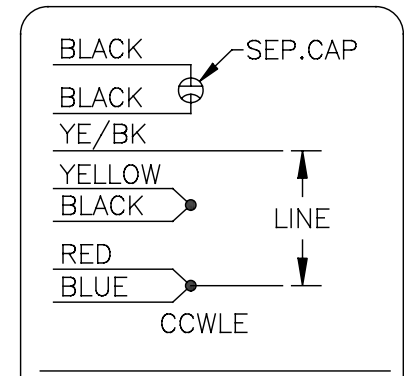 BLACK
SEP.CAP
BLACK
YE/BK
YELLOW
BLACK
LINE
RED
BLUE
CCWLE